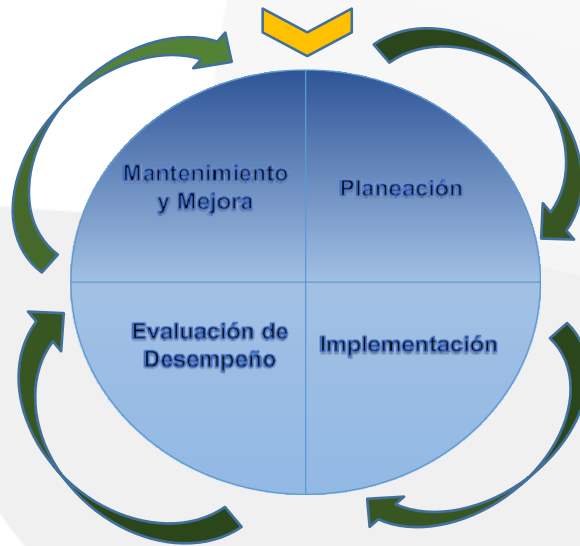 Mantenimiento
y Mejora
Planeación
Evaluación de
Desempeño
Implementación